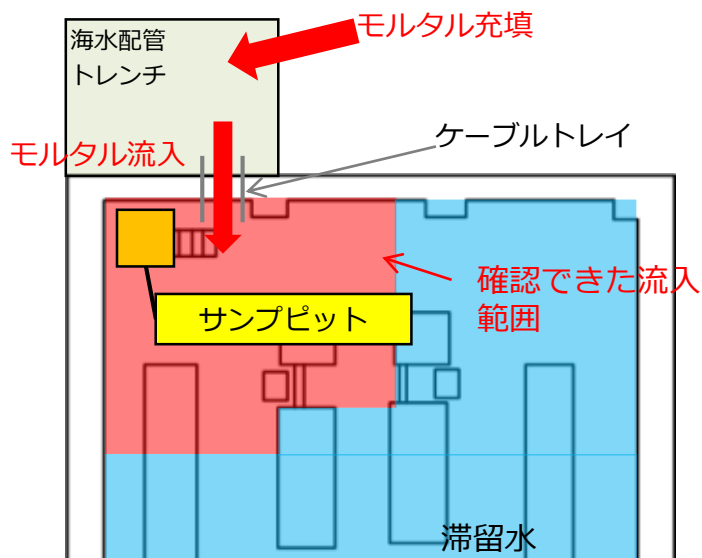 海水配管
トレンチ
モルタル充填
モルタル流入
ケーブルトレイ
確認できた流入
範囲
サンプピット
滞留水